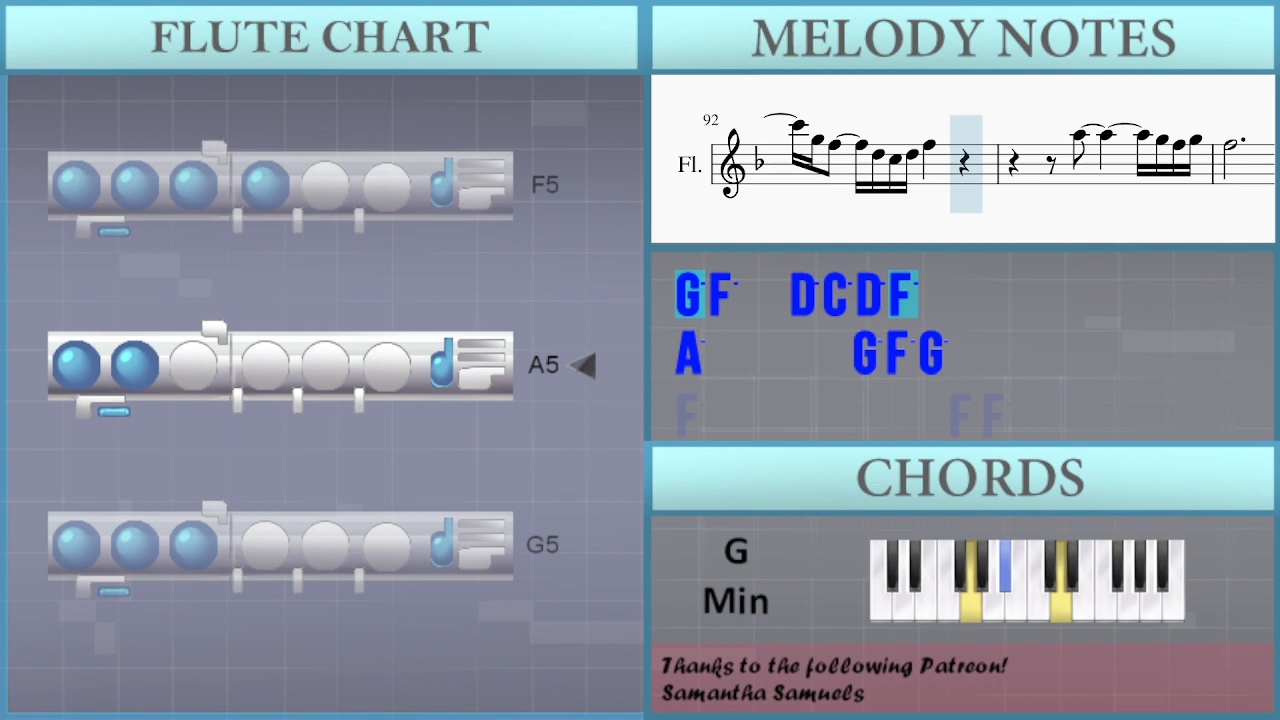 FLUTE CHART
F5
A5
G5
MELODY NOTES
92
Fl.
G F D C D F
A G F G
F F F
CHORDS
G
Min
Thanks to the following Patreon!
Samantha Samuels